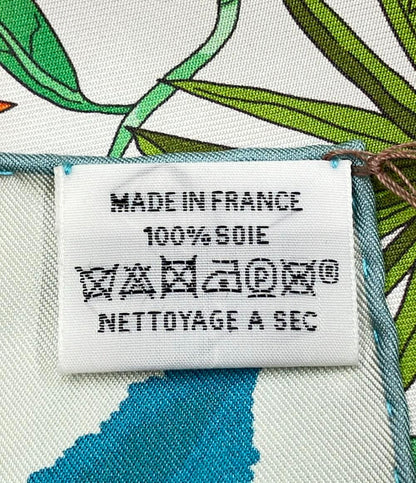 MADE IN FRANCE
100% SOIE
P ®
NETTOYAGE A SEC